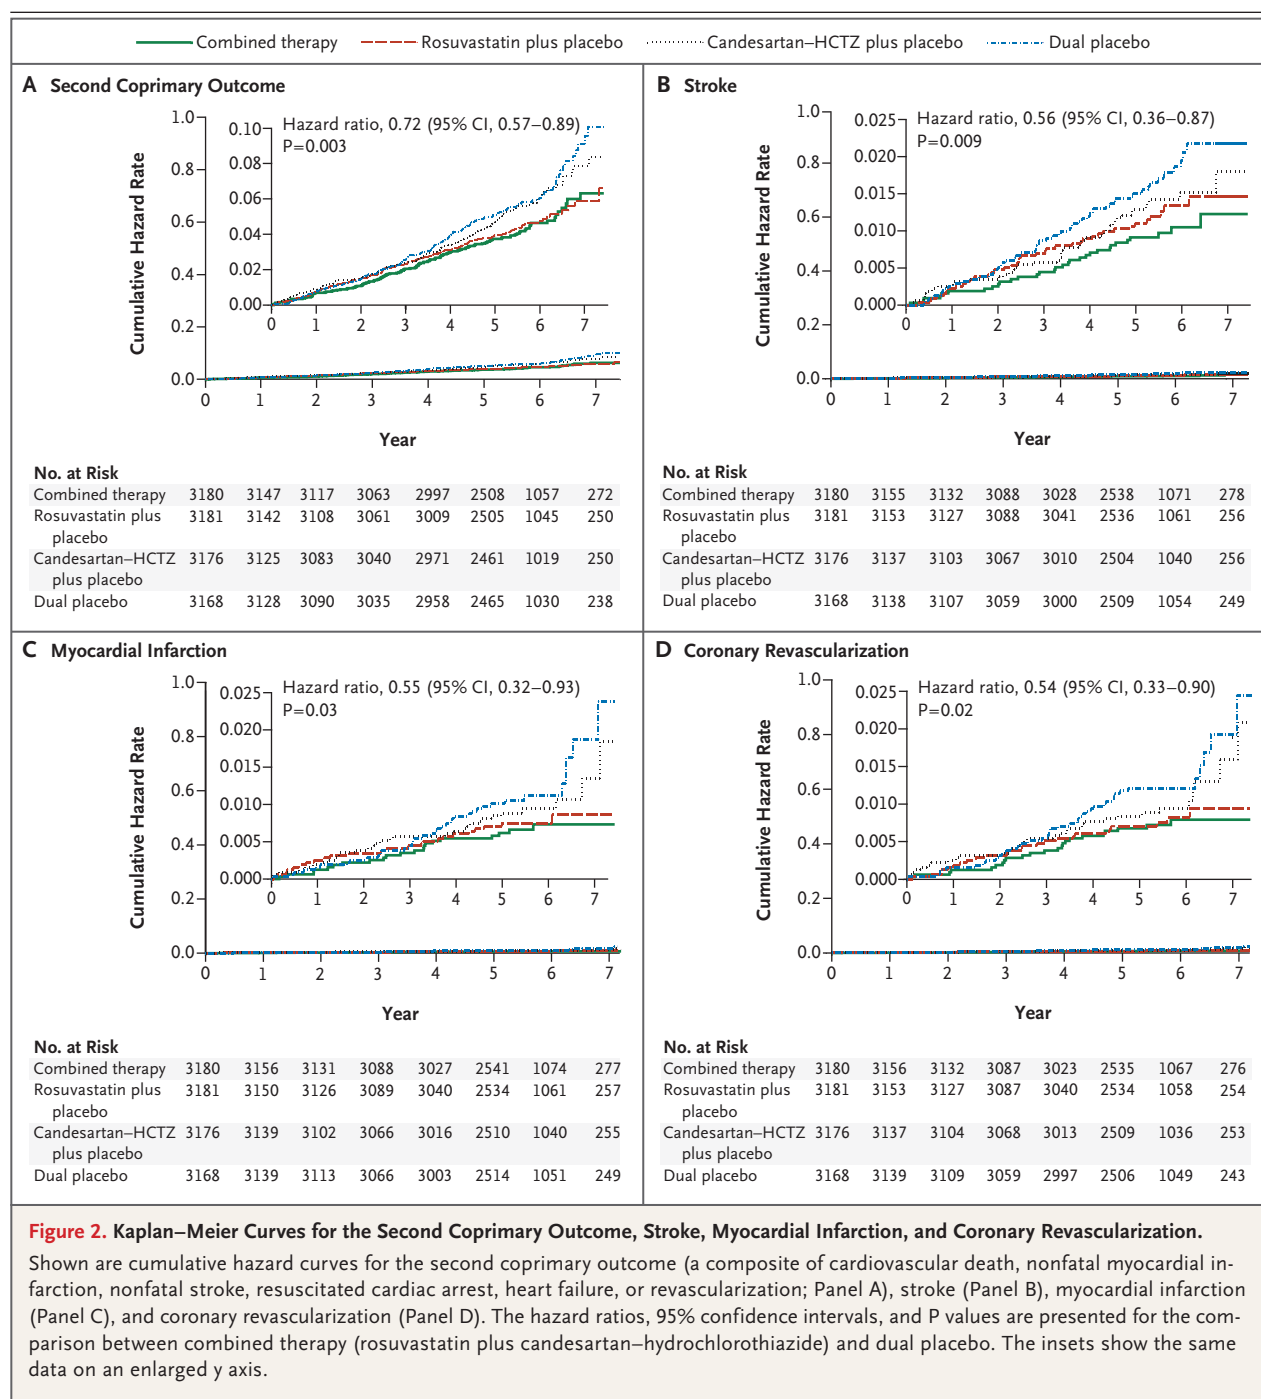 Combined therapy Rosuvastatin plus placebo Candesartan–HCTZ plus placebo Dual placebo
A Second Coprimary Outcome
Cumulative Hazard Rate
1.0
0.8
0.6
0.4
0.2
0.0
0.10
0.08
0.06
0.04
0.02
0.00
Hazard ratio, 0.72 (95% CI, 0.57–0.89)
P=0.003
0 1 2 3 4 5 6 7
0 1 2 3 4 5 6 7
Year
No. at Risk
Combined therapy 3180 3147 3117 3063 2997 2508 1057 272
Rosuvastatin plus 3181 3142 3108 3061 3009 2505 1045 250
placebo
Candesartan–HCTZ 3176 3125 3083 3040 2971 2461 1019 250
plus placebo
Dual placebo 3168 3128 3090 3035 2958 2465 1030 238
B Stroke
Cumulative Hazard Rate
1.0
0.8
0.6
0.4
0.2
0.0
0.025
0.020
0.015
0.010
0.005
0.000
Hazard ratio, 0.56 (95% CI, 0.36–0.87)
P=0.009
0 1 2 3 4 5 6 7
0 1 2 3 4 5 6 7
Year
No. at Risk
Combined therapy 3180 3155 3132 3088 3028 2538 1071 278
Rosuvastatin plus 3181 3153 3127 3088 3041 2536 1061 256
placebo
Candesartan–HCTZ 3176 3137 3103 3067 3010 2504 1040 256
plus placebo
Dual placebo 3168 3138 3107 3059 3000 2509 1054 249
C Myocardial Infarction
Cumulative Hazard Rate
1.0
0.8
0.6
0.4
0.2
0.0
0.025
0.020
0.015
0.010
0.005
0.000
Hazard ratio, 0.55 (95% CI, 0.32–0.93)
P=0.03
0 1 2 3 4 5 6 7
0 1 2 3 4 5 6 7
Year
No. at Risk
Combined therapy 3180 3156 3131 3088 3027 2541 1074 277
Rosuvastatin plus 3181 3150 3126 3089 3040 2534 1061 257
placebo
Candesartan–HCTZ 3176 3139 3102 3066 3016 2510 1040 255
plus placebo
Dual placebo 3168 3139 3113 3066 3003 2514 1051 249
D Coronary Revascularization
Cumulative Hazard Rate
1.0
0.8
0.6
0.4
0.2
0.0
0.025
0.020
0.015
0.010
0.005
0.000
Hazard ratio, 0.54 (95% CI, 0.33–0.90)
P=0.02
0 1 2 3 4 5 6 7
0 1 2 3 4 5 6 7
Year
No. at Risk
Combined therapy 3180 3156 3132 3087 3023 2535 1067 276
Rosuvastatin plus 3181 3153 3127 3087 3040 2534 1058 254
placebo
Candesartan–HCTZ 3176 3137 3104 3068 3013 2509 1036 253
plus placebo
Dual placebo 3168 3139 3109 3059 2997 2506 1049 243
Figure 2. Kaplan–Meier Curves for the Second Coprimary Outcome, Stroke, Myocardial Infarction, and Coronary Revascularization.
Shown are cumulative hazard curves for the second coprimary outcome (a composite of cardiovascular death, nonfatal myocardial in-
farction, nonfatal stroke, resuscitated cardiac arrest, heart failure, or revascularization; Panel A), stroke (Panel B), myocardial infarction
(Panel C), and coronary revascularization (Panel D). The hazard ratios, 95% confidence intervals, and P values are presented for the com-
parison between combined therapy (rosuvastatin plus candesartan–hydrochlorothiazide) and dual placebo. The insets show the same
data on an enlarged y axis.